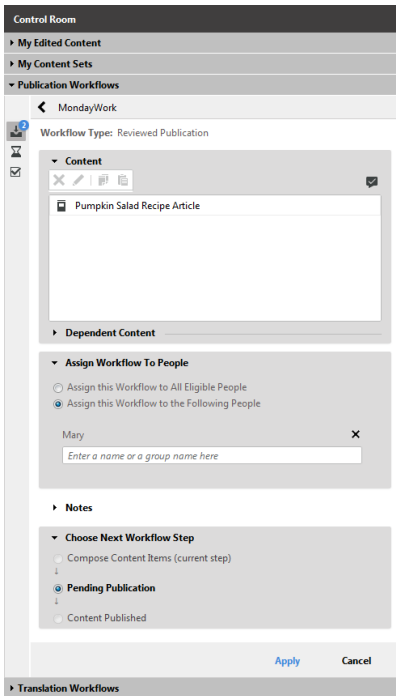 Control Room
My Edited Content
My Content Sets
Publication Workflows
MondayWork
2
Workflow Type: Reviewed Publication
Content
Pumpkin Salad Recipe Article
Dependent Content
Assign Workflow To People
Assign this Workflow to All Eligible People
Assign this Workflow to the Following People
Mary
Enter a name or a group name here
Notes
Choose Next Workflow Step
Compose Content Items (current step)
Pending Publication
Content Published
Apply Cancel
Translation Workflows